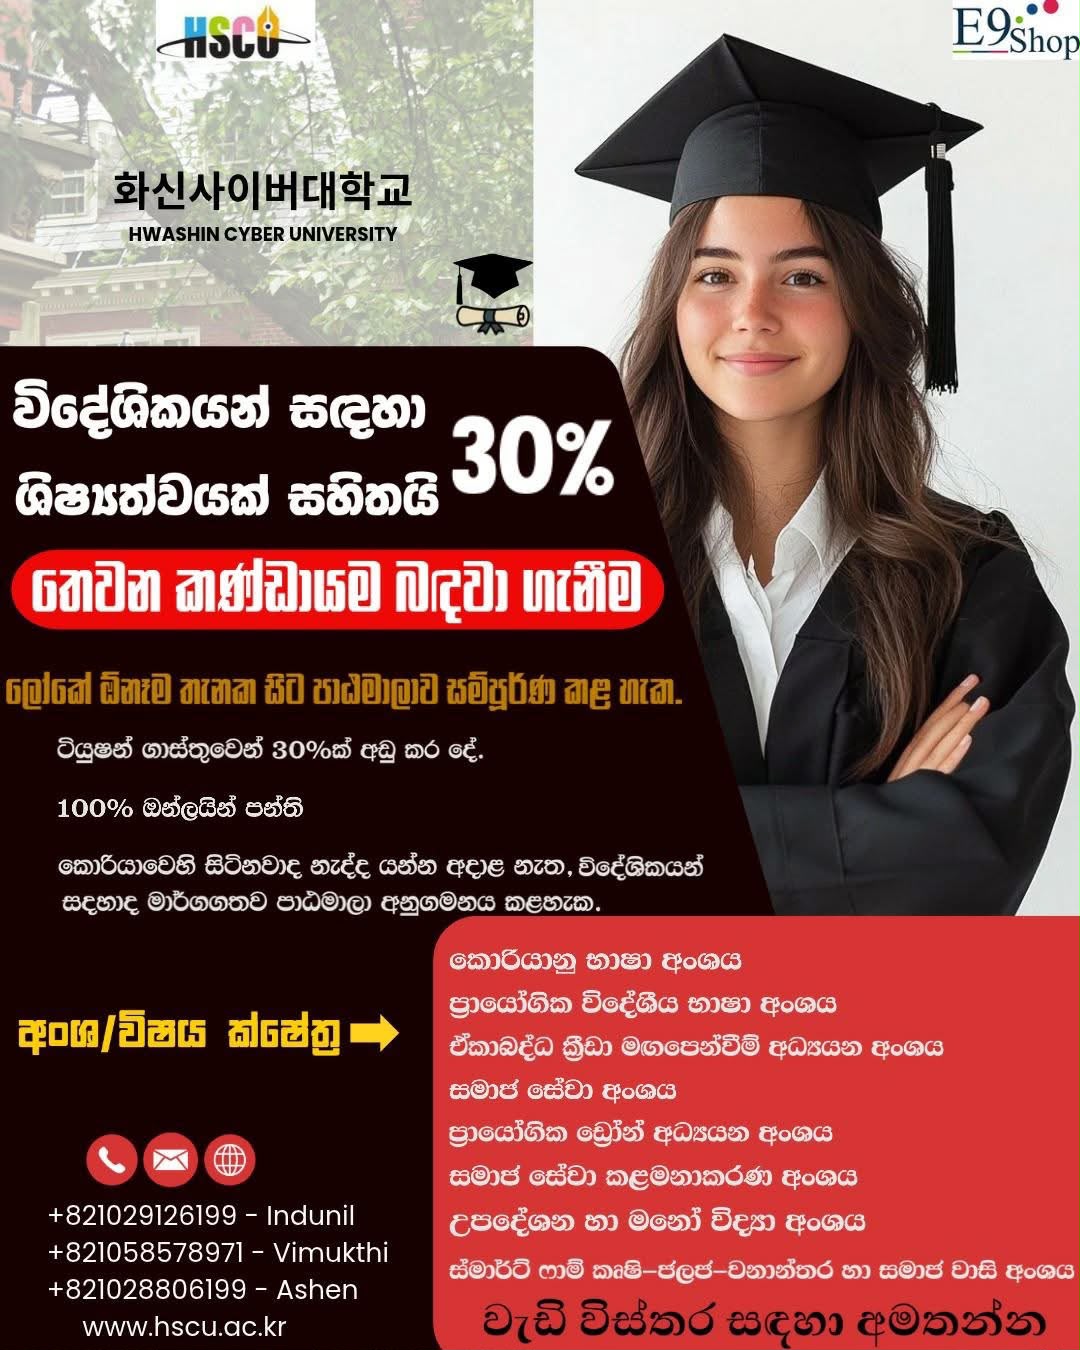 HSCU
E9 Shop
화신사이버대학교
HWASHIN CYBER UNIVERSITY
විදේශිකයන් සඳහා
ශිෂ්‍යත්වයක් සහිතයි
30%
තෙවන කණ්ඩායම බඳවා ගැනීම
ලෝකේ ඕනෑම තැනක සිට පාඨමාලාව සම්පූර්ණ කළ හැක.
ටියුෂන් ගාස්තුවෙන් 30%ක් අඩු කර දේ.
100% ඔන්ලයින් පන්ති
කොරියාවෙහි සිටිනවාද නැද්ද යන්න අදාළ නැත, විදේශිකයන්
සඳහාද මාර්ගගතව පාඨමාලා අනුගමනය කළහැක.
අංශ/විෂය ක්ෂේත්‍ර
කොරියානු භාෂා අංශය
ප්‍රායෝගික විදේශීය භාෂා අංශය
ඒකාබද්ධ ක්‍රීඩා මඟපෙන්වීම් අධ්‍යයන අංශය
සමාජ සේවා අංශය
ප්‍රායෝගික ඩ්‍රෝන් අධ්‍යයන අංශය
සමාජ සේවා කළමනාකරණ අංශය
උපදේශන හා මනෝ විද්‍යා අංශය
ස්මාර්ට් ෆාම් කෘෂි-ජලජ-වනාන්තර හා සමාජ වාසි අංශය
වැඩි විස්තර සඳහා අමතන්න
+821029126199 - Indunil
+821058578971 - Vimukthi
+821028806199 - Ashen
www.hscu.ac.kr